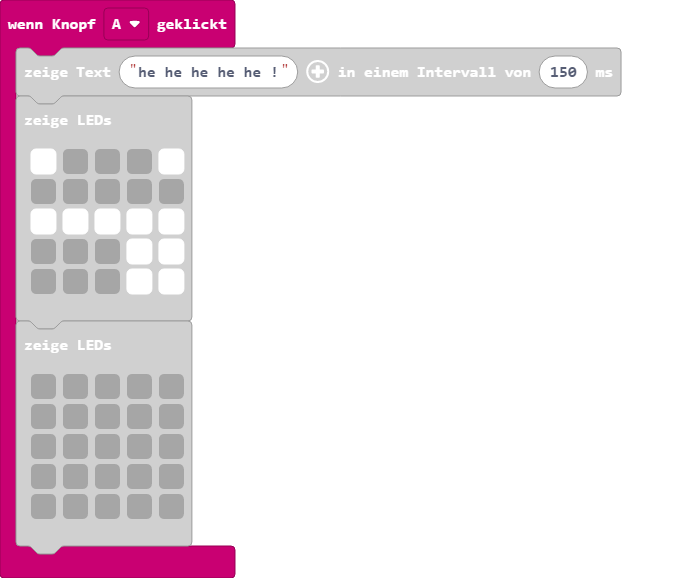 wenn Knopf A geklickt
zeige Text "he he he he he !" in einem Intervall von 150 ms
zeige LEDs
zeige LEDs